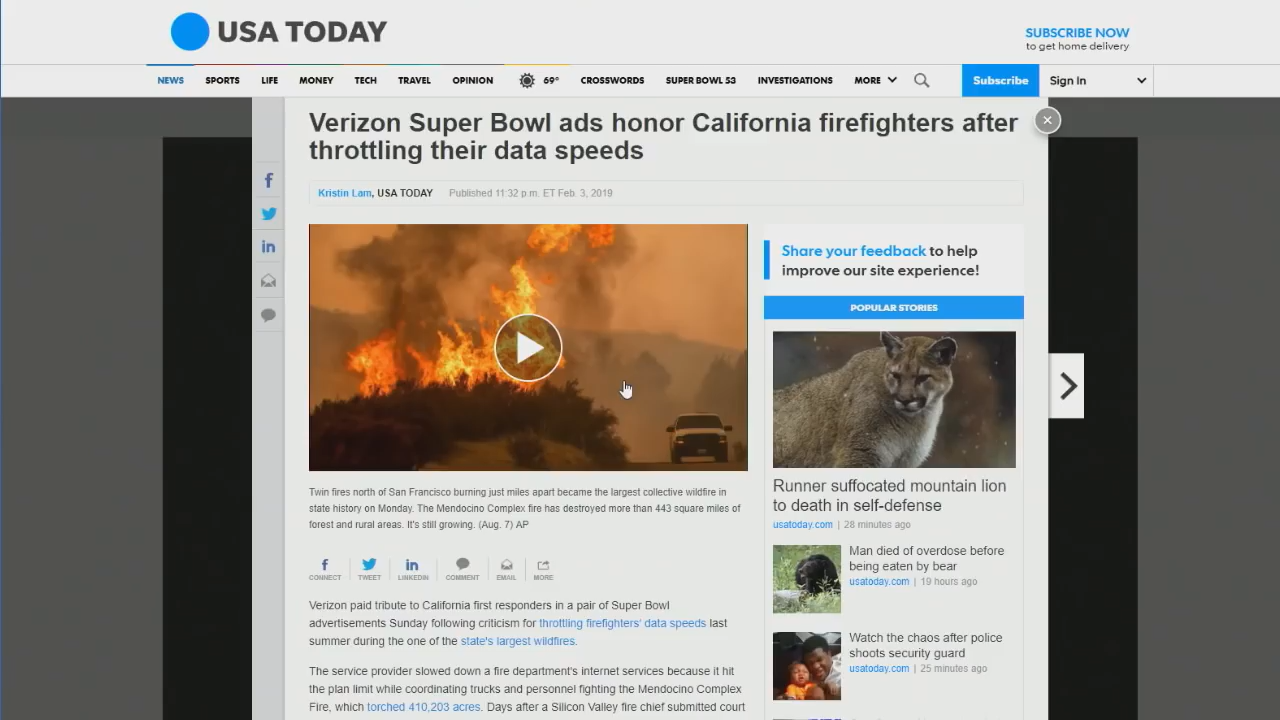 USA TODAY
SUBSCRIBE NOW
to get home delivery
NEWS
SPORTS
LIFE
MONEY
TECH
TRAVEL
OPINION
69°
CROSSWORDS
SUPER BOWL 53
INVESTIGATIONS
MORE
Subscribe
Sign In
Verizon Super Bowl ads honor California firefighters after
throttling their data speeds
Kristin Lam, USA TODAY Published 11:32 p.m. ET Feb. 3, 2019
Twin fires north of San Francisco burning just miles apart became the largest collective wildfire in
state history on Monday. The Mendocino Complex fire has destroyed more than 443 square miles of
forest and rural areas. It's still growing. (Aug. 7) AP
CONNECT
TWEET
LINKEDIN
COMMENT
EMAIL
MORE
Verizon paid tribute to California first responders in a pair of Super Bowl
advertisements Sunday following criticism for throttling firefighters' data speeds last
summer during the one of the state's largest wildfires.
The service provider slowed down a fire department's internet services because it hit
the plan limit while coordinating trucks and personnel fighting the Mendocino Complex
Fire, which torched 410,203 acres. Days after a Silicon Valley fire chief submitted court
Share your feedback to help
improve our site experience!
POPULAR STORIES
Runner suffocated mountain lion
to death in self-defense
usatoday.com | 28 minutes ago
Man died of overdose before
being eaten by bear
usatoday.com | 19 hours ago
Watch the chaos after police
shoots security guard
usatoday.com | 25 minutes ago